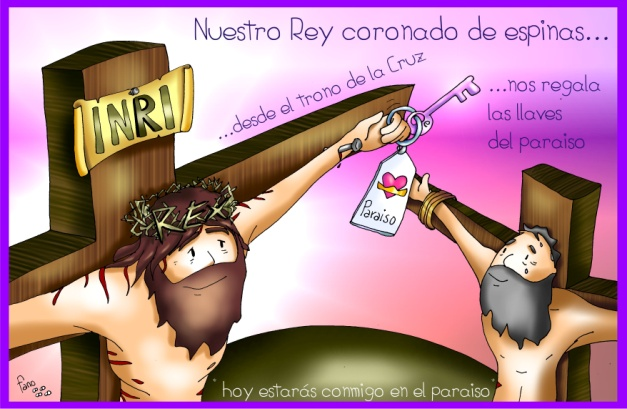 Nuestro Rey coronado de espinas...
...desde el trono de la Cruz
...nos regala
las llaves
del paraiso
INRI
REX
Paraiso
"hoy estarás conmigo en el paraiso"
fano